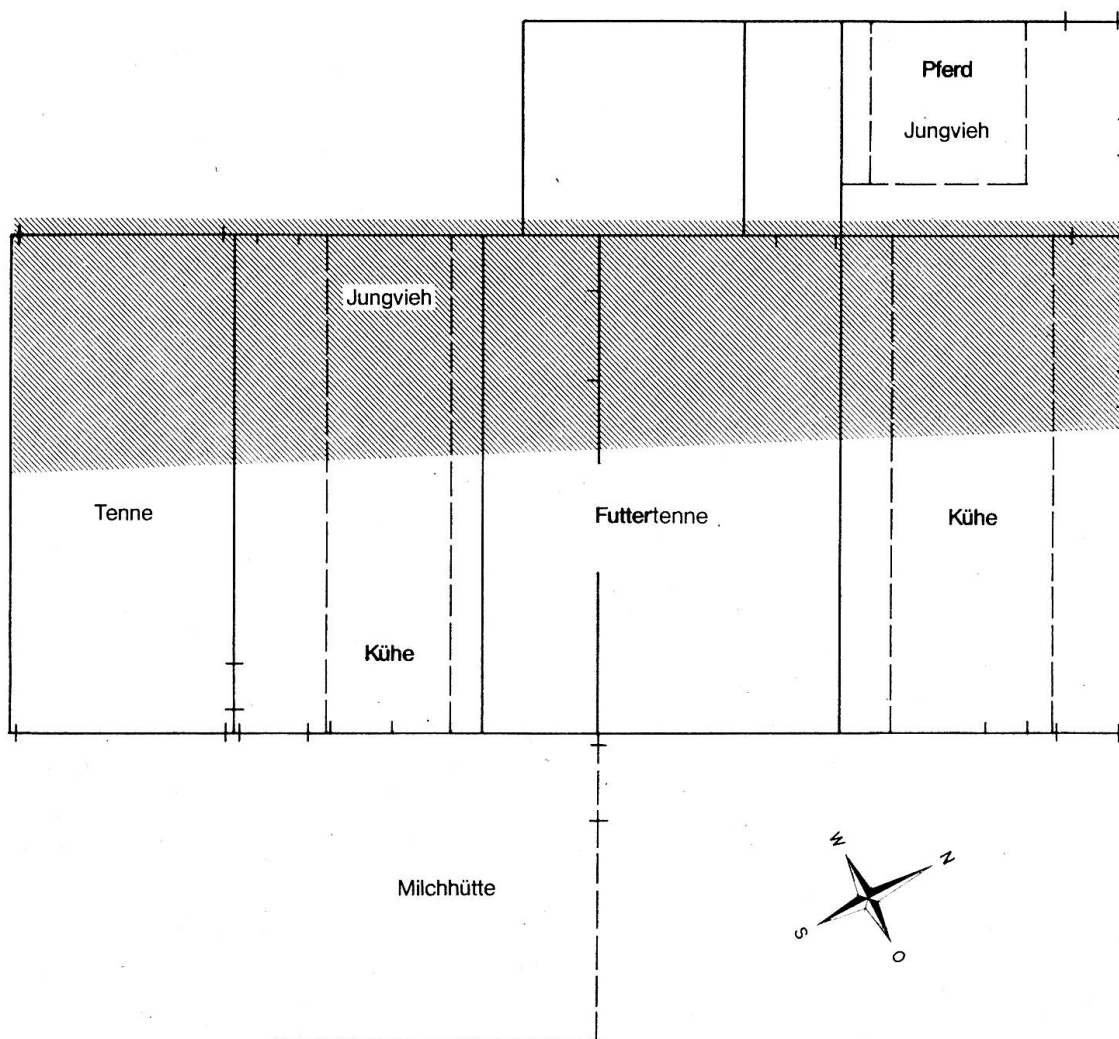 Pferd
Jungvieh
Jungvieh
Tenne
Futtertenne
Kühe
Kühe
Milchhütte
W
N
S
O